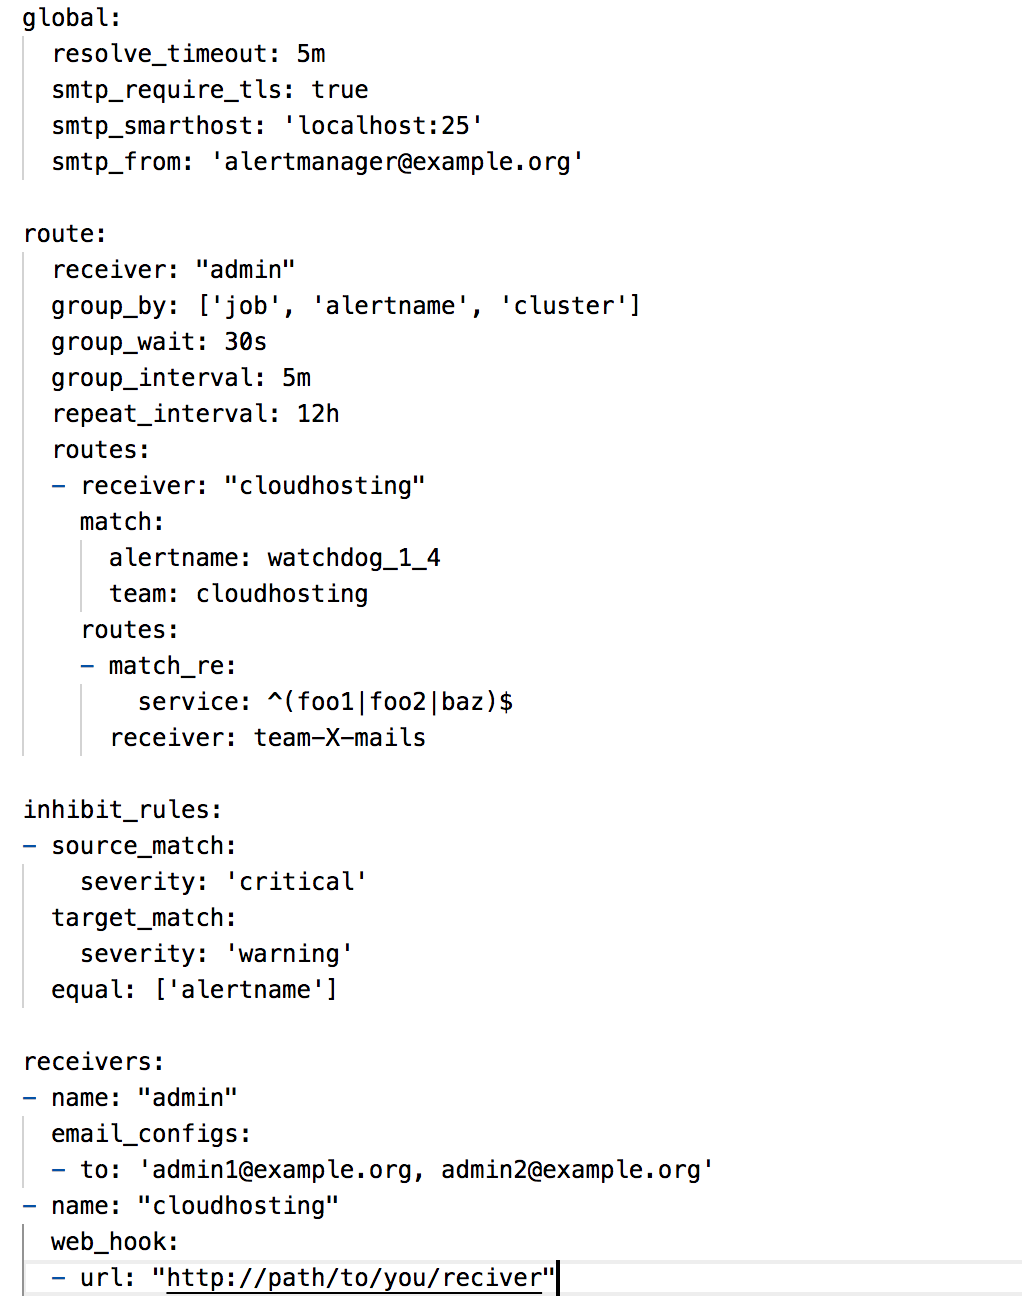 global:
  resolve_timeout: 5m
  smtp_require_tls: true
  smtp_smarthost: 'localhost:25'
  smtp_from: 'alertmanager@example.org'

route:
  receiver: "admin"
  group_by: ['job', 'alertname', 'cluster']
  group_wait: 30s
  group_interval: 5m
  repeat_interval: 12h
  routes:
  - receiver: "cloudhosting"
    match:
      alertname: watchdog_1_4
      team: cloudhosting
    routes:
    - match_re:
        service: ^(foo1|foo2|baz)$
      receiver: team-X-mails

inhibit_rules:
- source_match:
    severity: 'critical'
  target_match:
    severity: 'warning'
  equal: ['alertname']

receivers:
- name: "admin"
  email_configs:
  - to: 'admin1@example.org, admin2@example.org'
- name: "cloudhosting"
  web_hook:
  - url: "http://path/to/you/reciver"